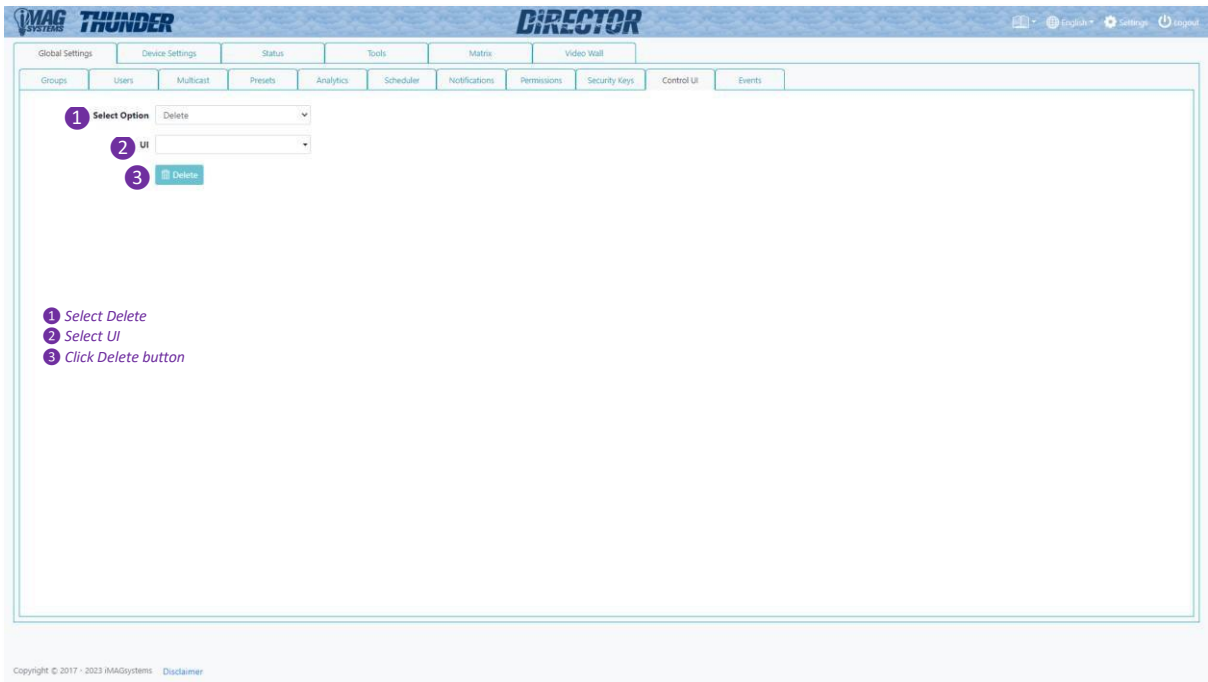 iMAG SYSTEMS THUNDER DiRECTOR English Settings Logout
Global Settings Device Settings Status Tools Matrix Video Wall
Groups Users Multicast Presets Analytics Scheduler Notifications Permissions Security Keys Control UI Events
1 Select Option Delete
2 UI
3 Delete
1 Select Delete
2 Select UI
3 Click Delete button
Copyright © 2017 - 2023 iMAGsystems Disclaimer